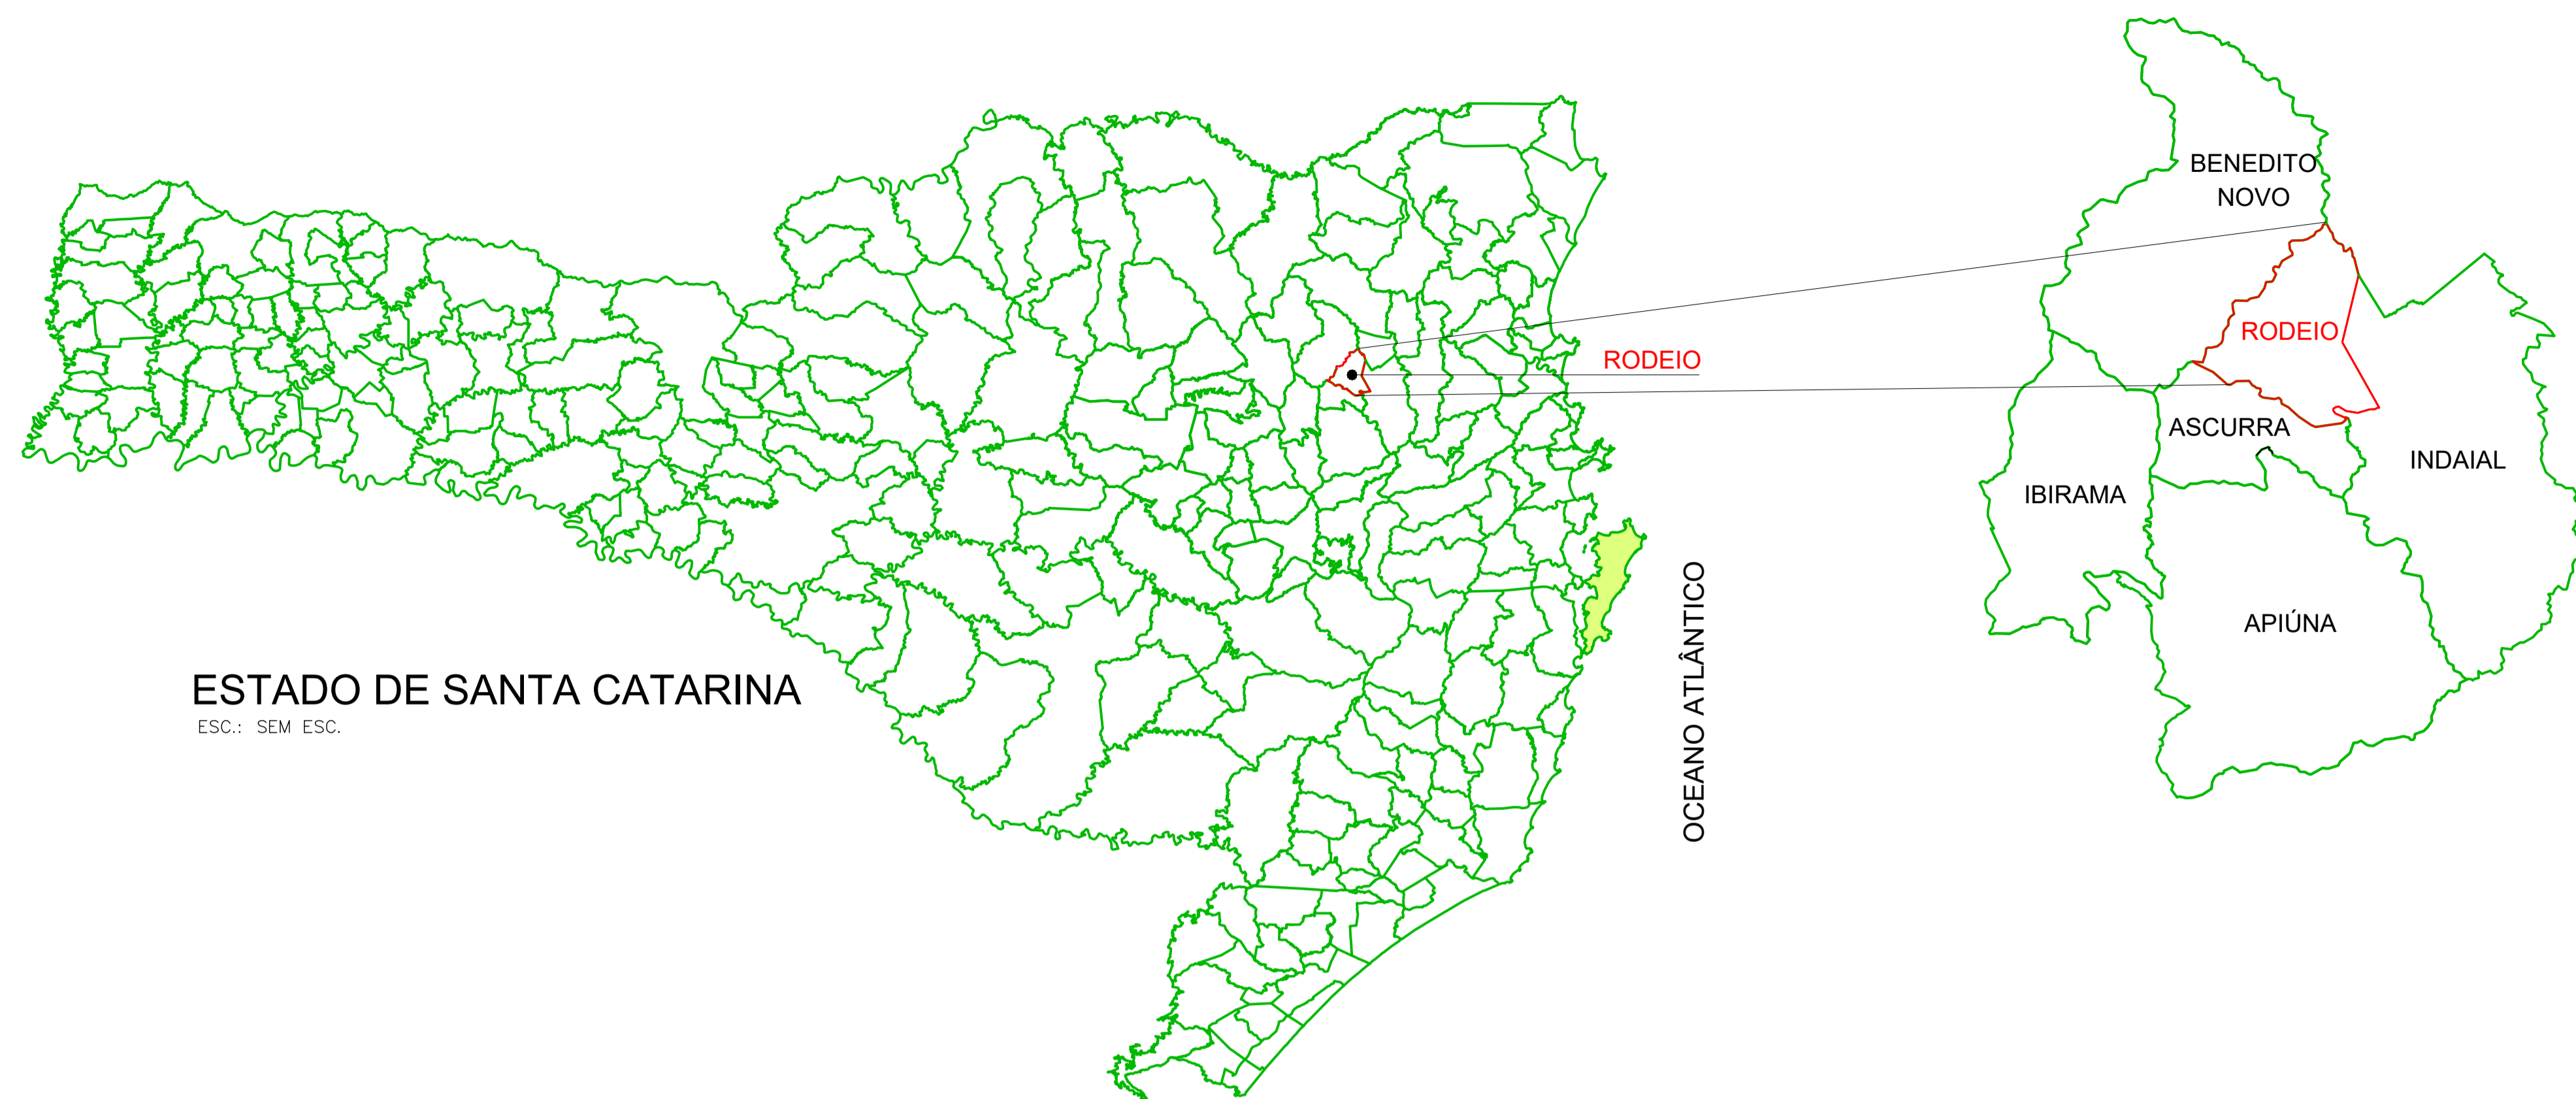 BENEDITO
NOVO
RODEIO
RODEIO
ASCURRA
INDAIAL
IBIRAMA
APIÚNA
OCEANO ATLÂNTICO
ESTADO DE SANTA CATARINA
ESC.: SEM ESC.